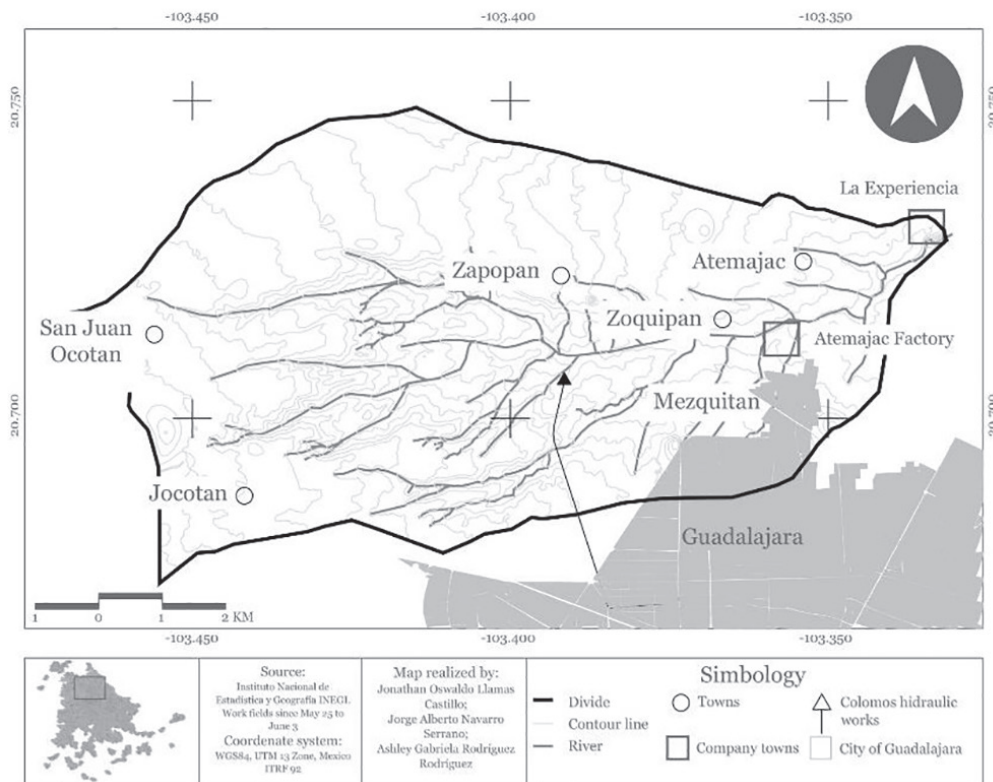 -103.450
-103.400
-103.350
20.750
20.750
La Experiencia
Zapopan
Atemajac
San Juan
Ocotan
Zoquipan
Atemajac Factory
Mezquitan
20.700
20.700
Jocotan
Guadalajara
1 0 1 2 KM
-103.450
-103.400
-103.350
Source:
Instituto Nacional de
Estadistica y Geografia INEGI.
Work fields since May 25 to
June 3
Coordenate system:
WGS84, UTM 13 Zone, Mexico
ITRF 92
Map realized by:
Jonathan Oswaldo Llamas
Castillo;
Jorge Alberto Navarro
Serrano;
Ashley Gabriela Rodríguez
Rodríguez
Simbology
Divide
Contour line
River
Towns
Company towns
Colomos hidraulic
works
City of Guadalajara